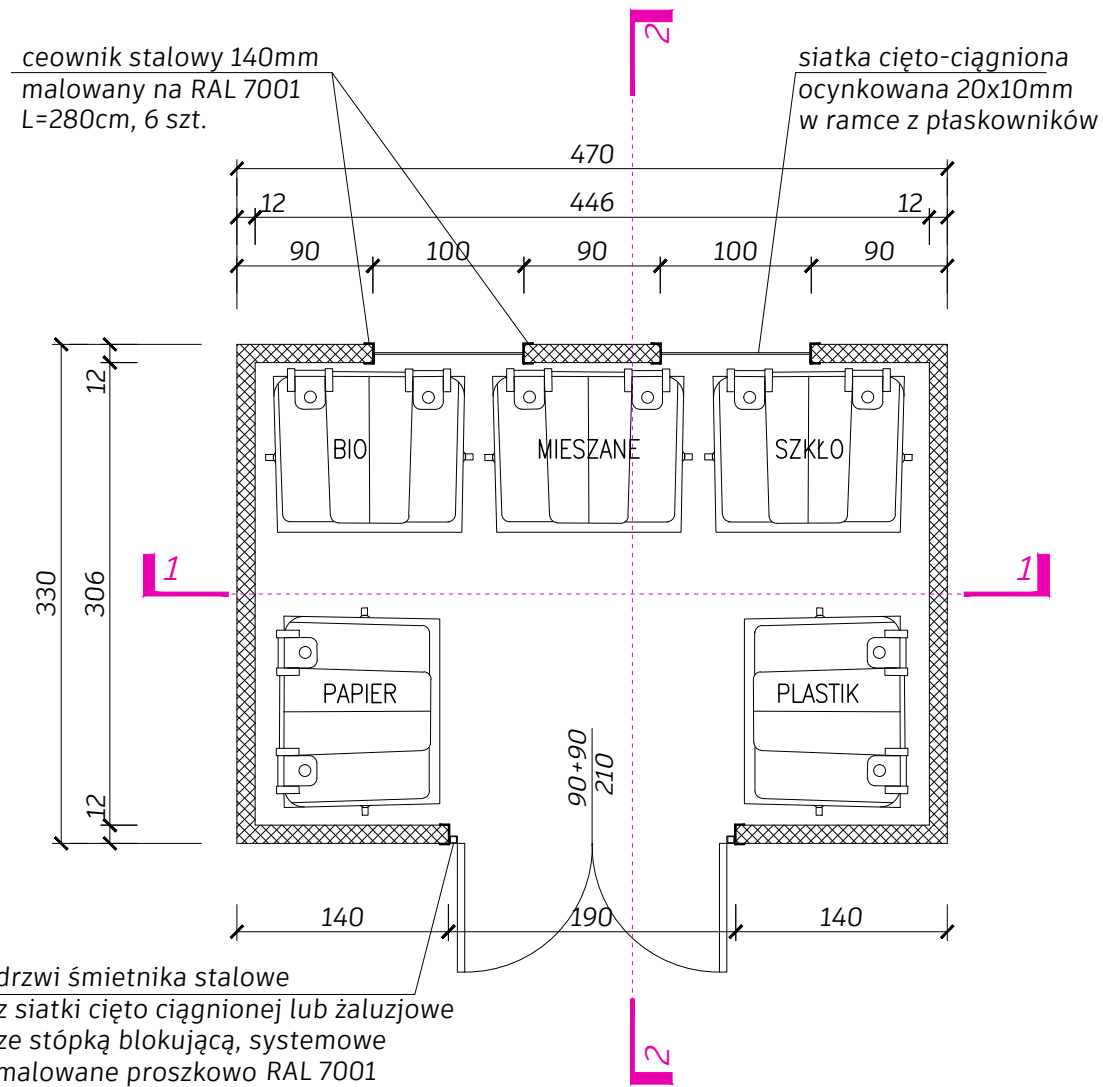 2
ceownik stalowy 140mm
malowany na RAL 7001
L=280cm, 6 szt.
siatka cięto-ciągniona
ocynkowana 20x10mm
w ramce z płaskowników
470
12
446
12
90
100
90
100
90
12
330
306
12
BIO
MIESZANE
SZKŁO
1
1
PAPIER
PLASTIK
90+90
210
140
190
140
drzwi śmietnika stalowe
z siatki cięto ciągnionej lub żaluzjowe
ze stópką blokującą, systemowe
malowane proszkowo RAL 7001
2